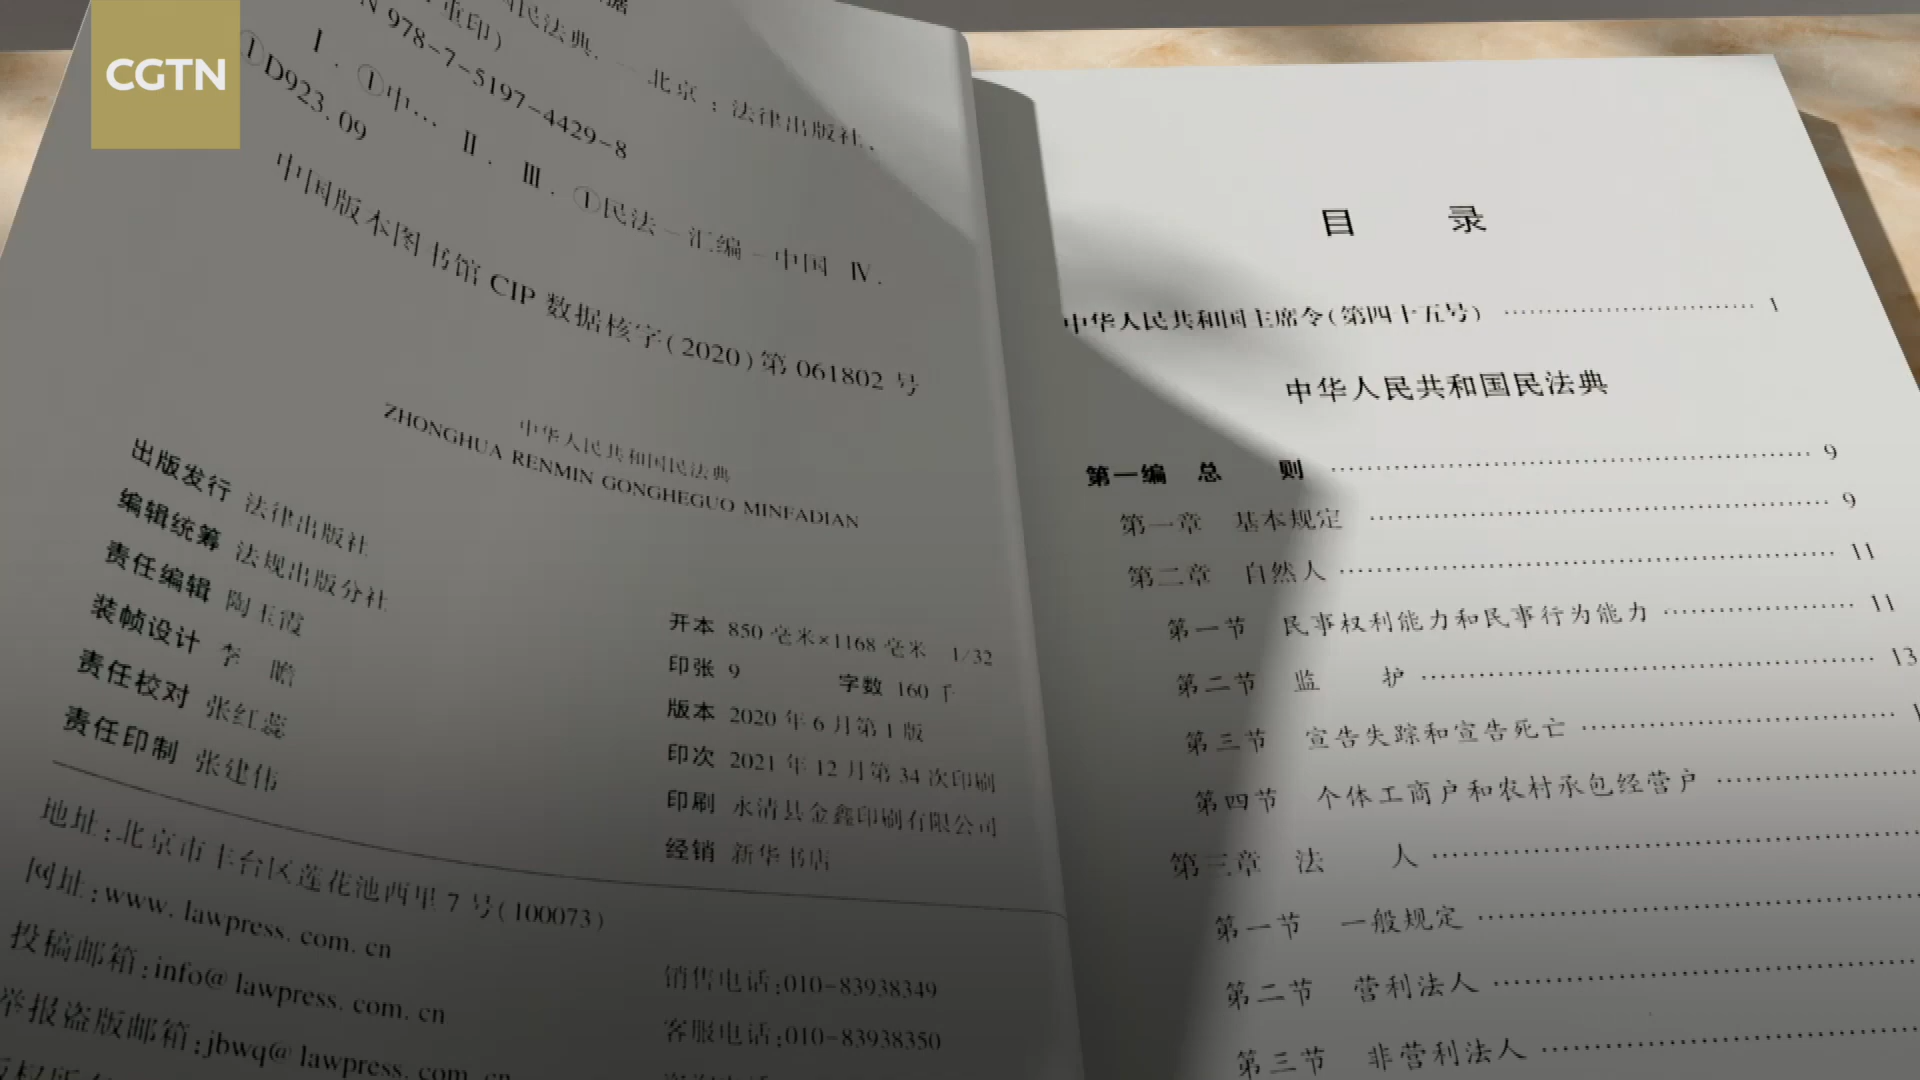 CGTN
国民法典. — 北京 : 法律出版社,
重印)
N 978-7-5197-4429-8
Ⅰ. ①中… Ⅱ. Ⅲ. ①民法-汇编-中国 Ⅳ.
①D923.09
中国版本图书馆 CIP 数据核字(2020)第 061802 号
中华人民共和国民法典
ZHONGHUA RENMIN GONGHEGUO MINFADIAN
出版发行 法律出版社
编辑统筹 法规出版分社
责任编辑 陶玉霞
装帧设计 李 瞻
责任校对 张红蕊
责任印制 张建伟
开本 850 毫米×1168 毫米 1/32
印张 9 字数 160 千
版本 2020 年 6 月第 1 版
印次 2021 年 12 月第 34 次印刷
印刷 永清县金鑫印刷有限公司
经销 新华书店
地址:北京市丰台区莲花池西里 7 号(100073)
网址:www.lawpress.com.cn
投稿邮箱:info@lawpress.com.cn
举报盗版邮箱:jbwq@lawpress.com.cn
销售电话:010-83938349
客服电话:010-83938350
目 录
中华人民共和国主席令(第四十五号) …… 1
中华人民共和国民法典
第一编 总 则 …… 9
第一章 基本规定 …… 9
第二章 自然人 …… 11
第一节 民事权利能力和民事行为能力 …… 11
第二节 监 护 …… 13
第三节 宣告失踪和宣告死亡 ……
第四节 个体工商户和农村承包经营户 ……
第三章 法 人 ……
第一节 一般规定 ……
第二节 营利法人 ……
第三节 非营利法人 ……